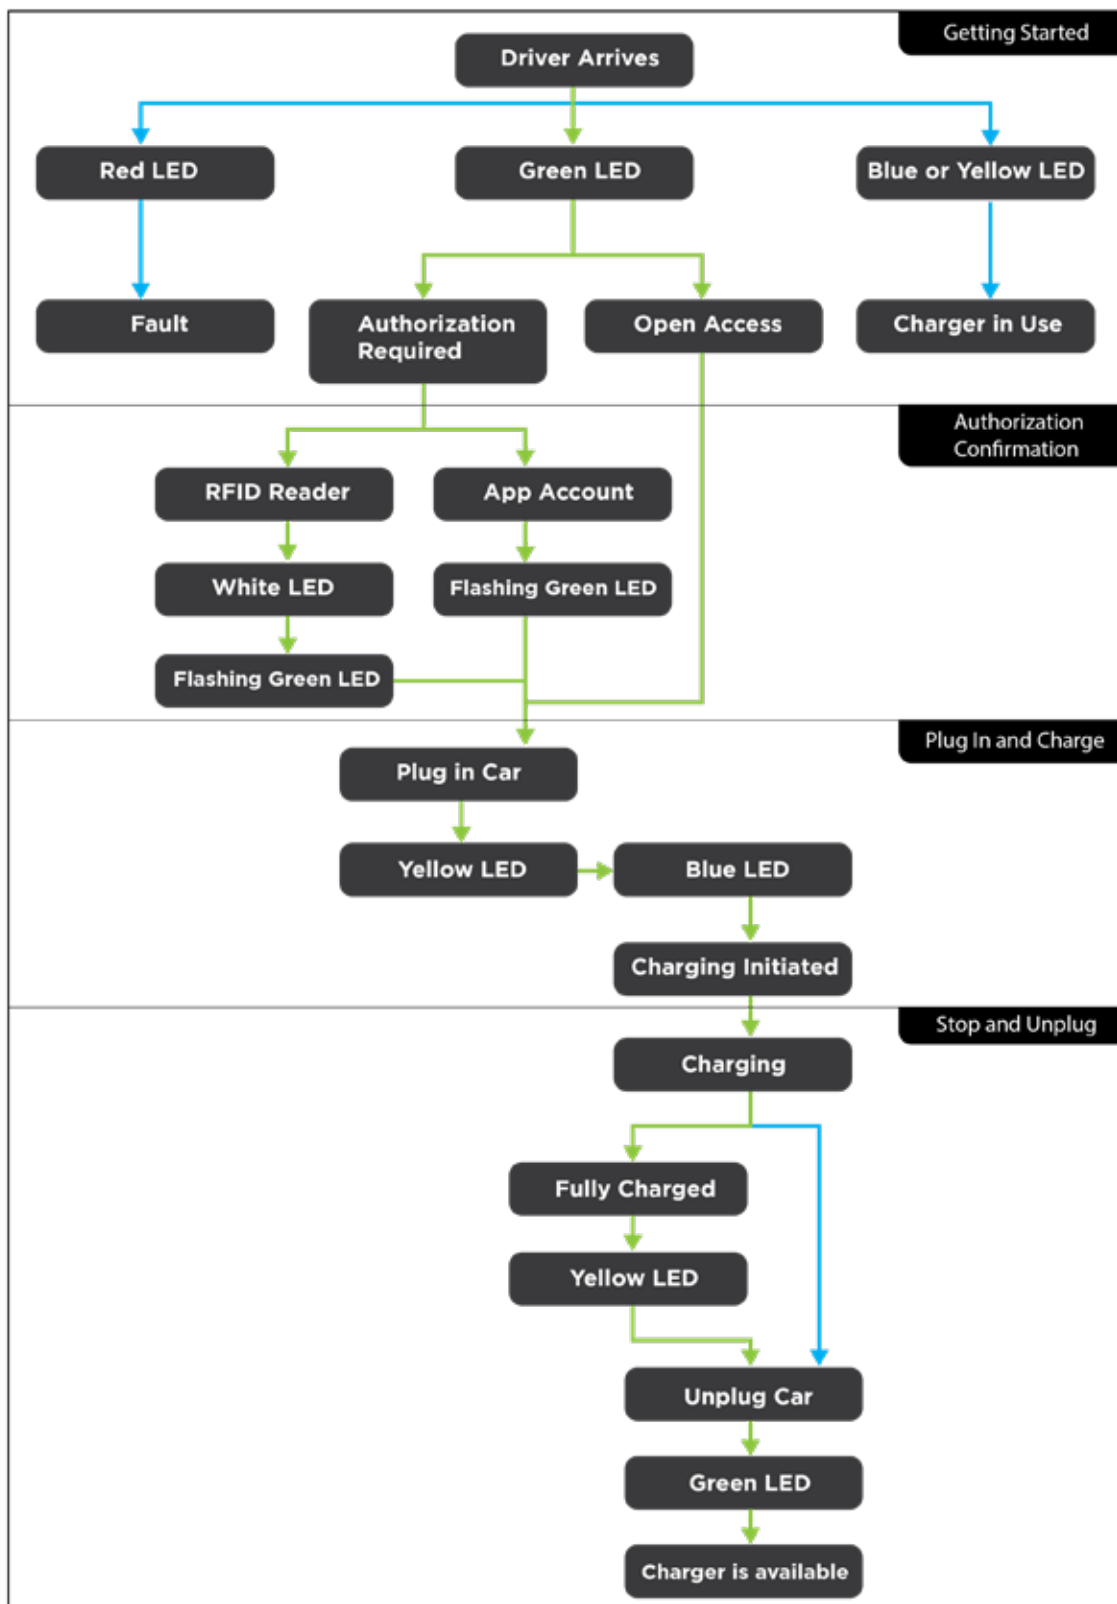 Getting Started
Driver Arrives
Red LED
Green LED
Blue or Yellow LED
Fault
Authorization
Required
Open Access
Charger in Use
Authorization
Confirmation
RFID Reader
App Account
White LED
Flashing Green LED
Flashing Green LED
Plug In and Charge
Plug in Car
Yellow LED
Blue LED
Charging Initiated
Stop and Unplug
Charging
Fully Charged
Yellow LED
Unplug Car
Green LED
Charger is available